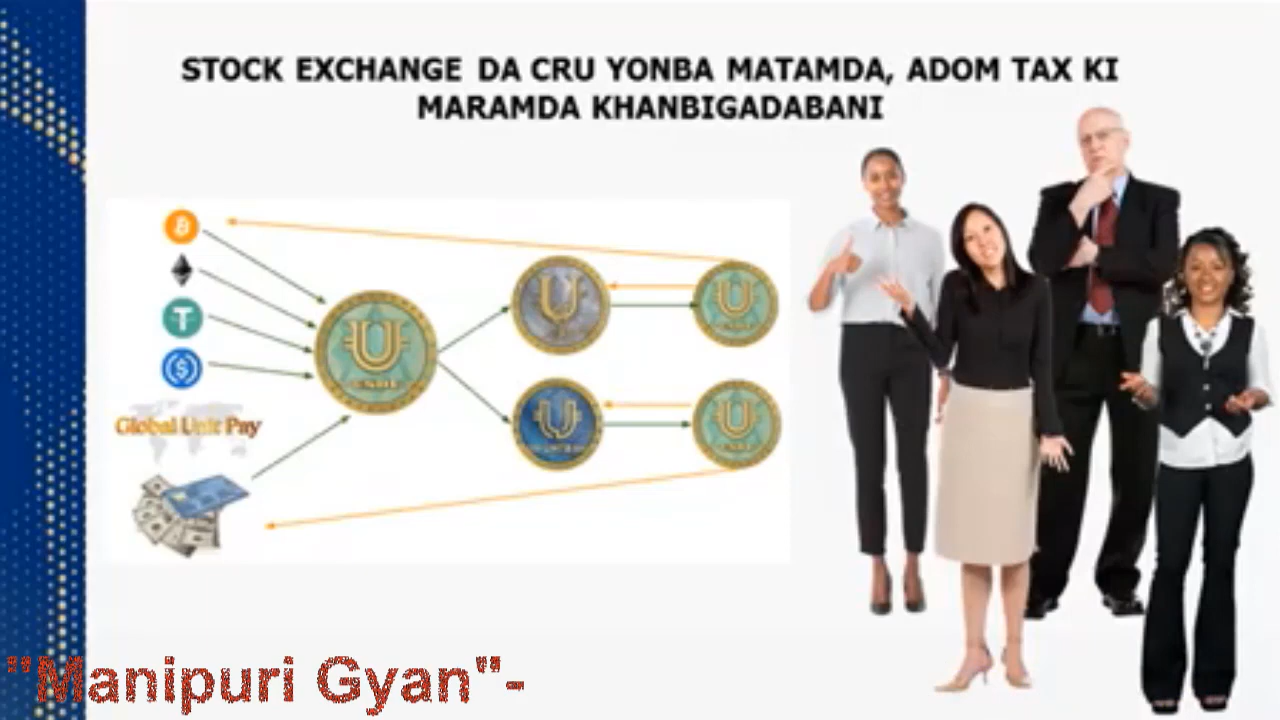 STOCK EXCHANGE DA CRU YONBA MATAMDA, ADOM TAX KI
MARAMDA KHANBIGADABANI
Global Unit Pay
"Manipuri Gyan"-